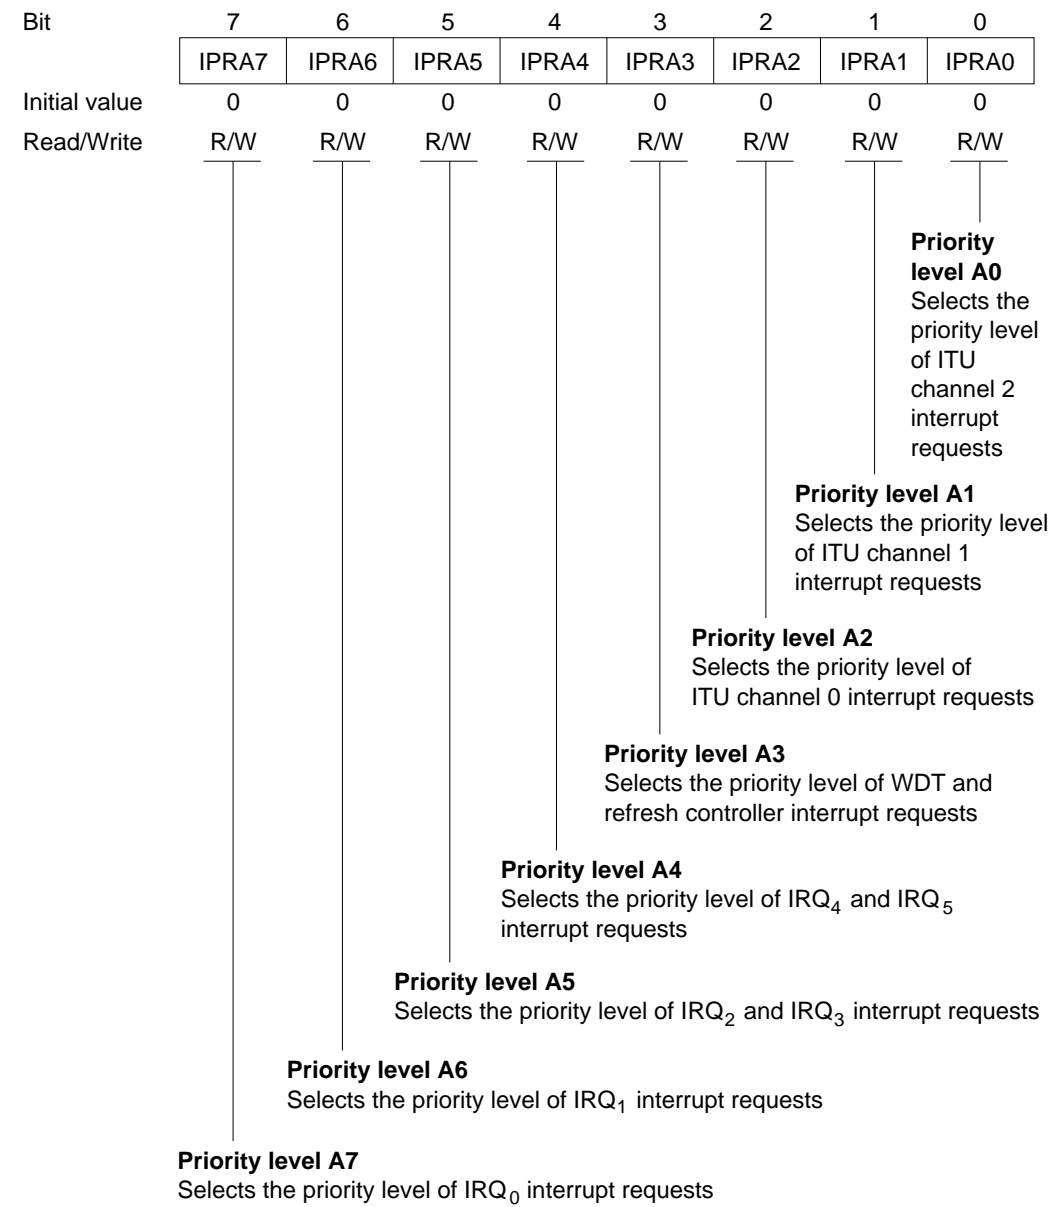 Bit 7 6 5 4 3 2 1 0
IPRA7 IPRA6 IPRA5 IPRA4 IPRA3 IPRA2 IPRA1 IPRA0
Initial value 0 0 0 0 0 0 0 0
Read/Write R/W R/W R/W R/W R/W R/W R/W R/W
Priority
level A0
Selects the
priority level
of ITU
channel 2
interrupt
requests
Priority level A1
Selects the priority level
of ITU channel 1
interrupt requests
Priority level A2
Selects the priority level of
ITU channel 0 interrupt requests
Priority level A3
Selects the priority level of WDT and
refresh controller interrupt requests
Priority level A4
Selects the priority level of IRQ₄ and IRQ₅
interrupt requests
Priority level A5
Selects the priority level of IRQ₂ and IRQ₃ interrupt requests
Priority level A6
Selects the priority level of IRQ₁ interrupt requests
Priority level A7
Selects the priority level of IRQ₀ interrupt requests